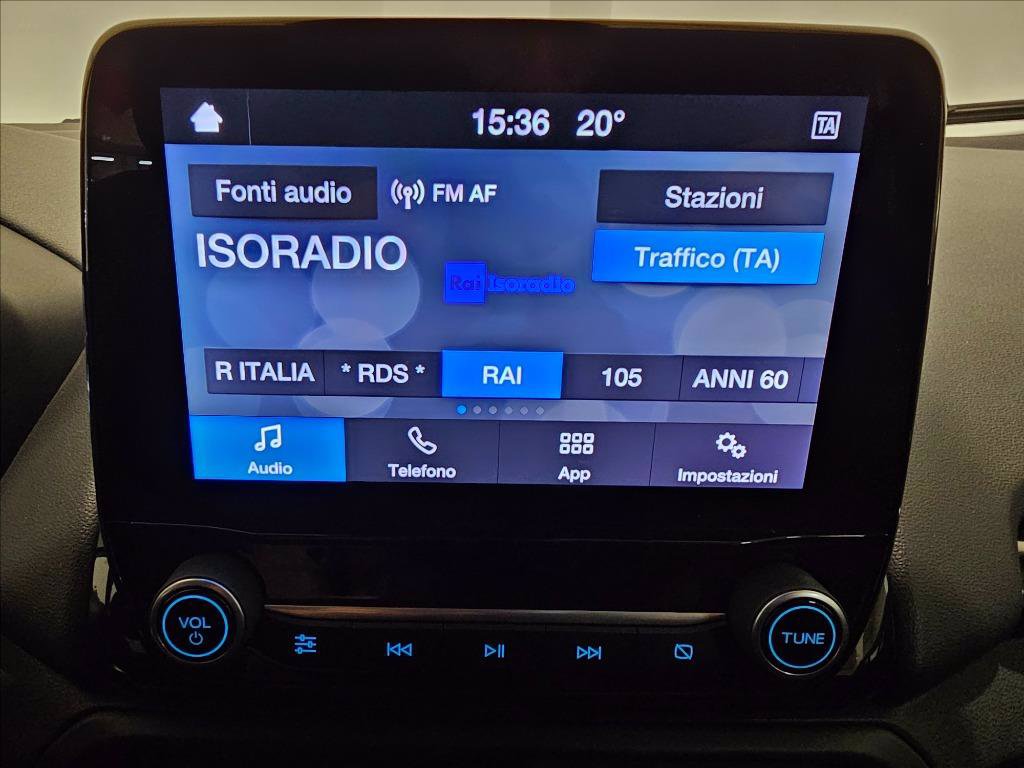 15:36 20° TA
Fonti audio FM AF Stazioni
ISORADIO Traffico (TA)
Rai Isoradio
R ITALIA * RDS * RAI 105 ANNI 60
Audio Telefono App Impostazioni
VOL TUNE